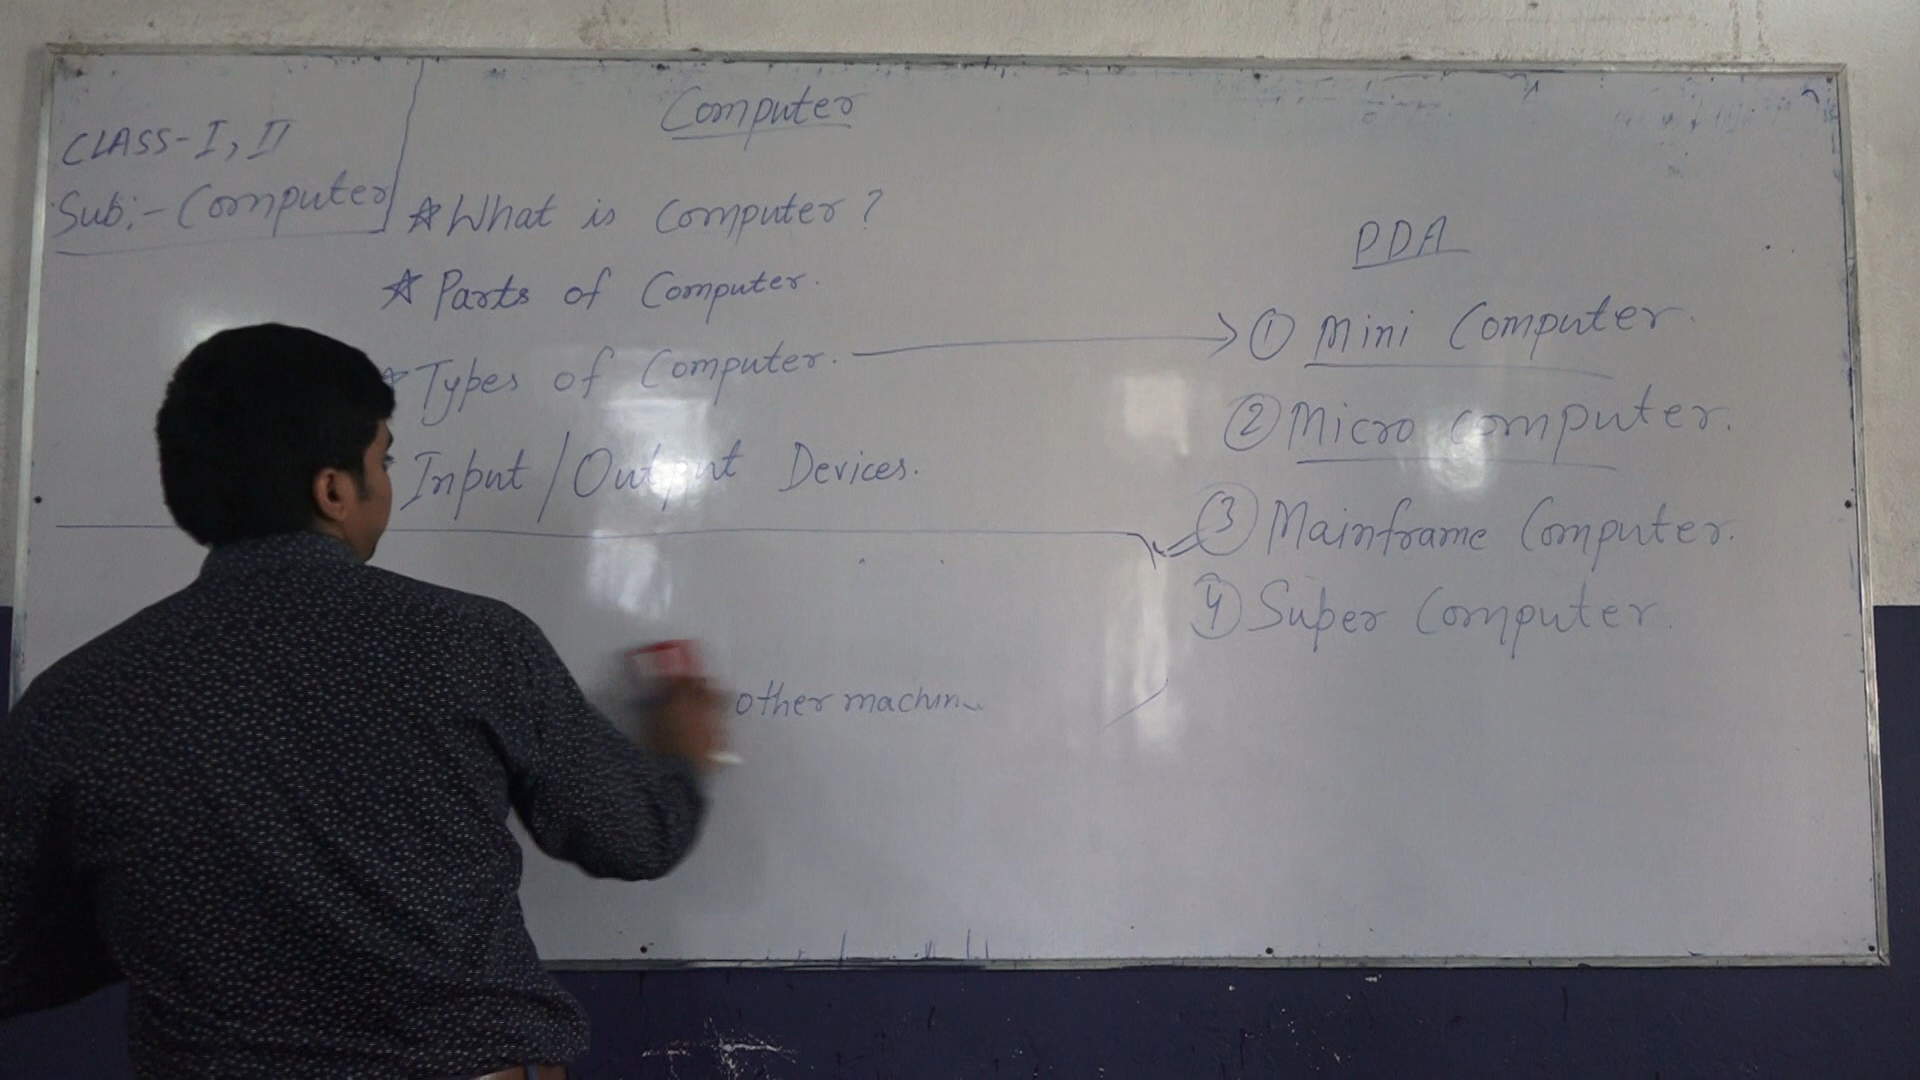 Computer
CLASS-I, II
Sub:- Computer
☆ What is Computer?
☆ Parts of Computer.
☆ Types of Computer.
Input/Output Devices.
PDA
① Mini Computer.
② Micro Computer.
③ Mainframe Computer.
④ Super Computer.
other machin